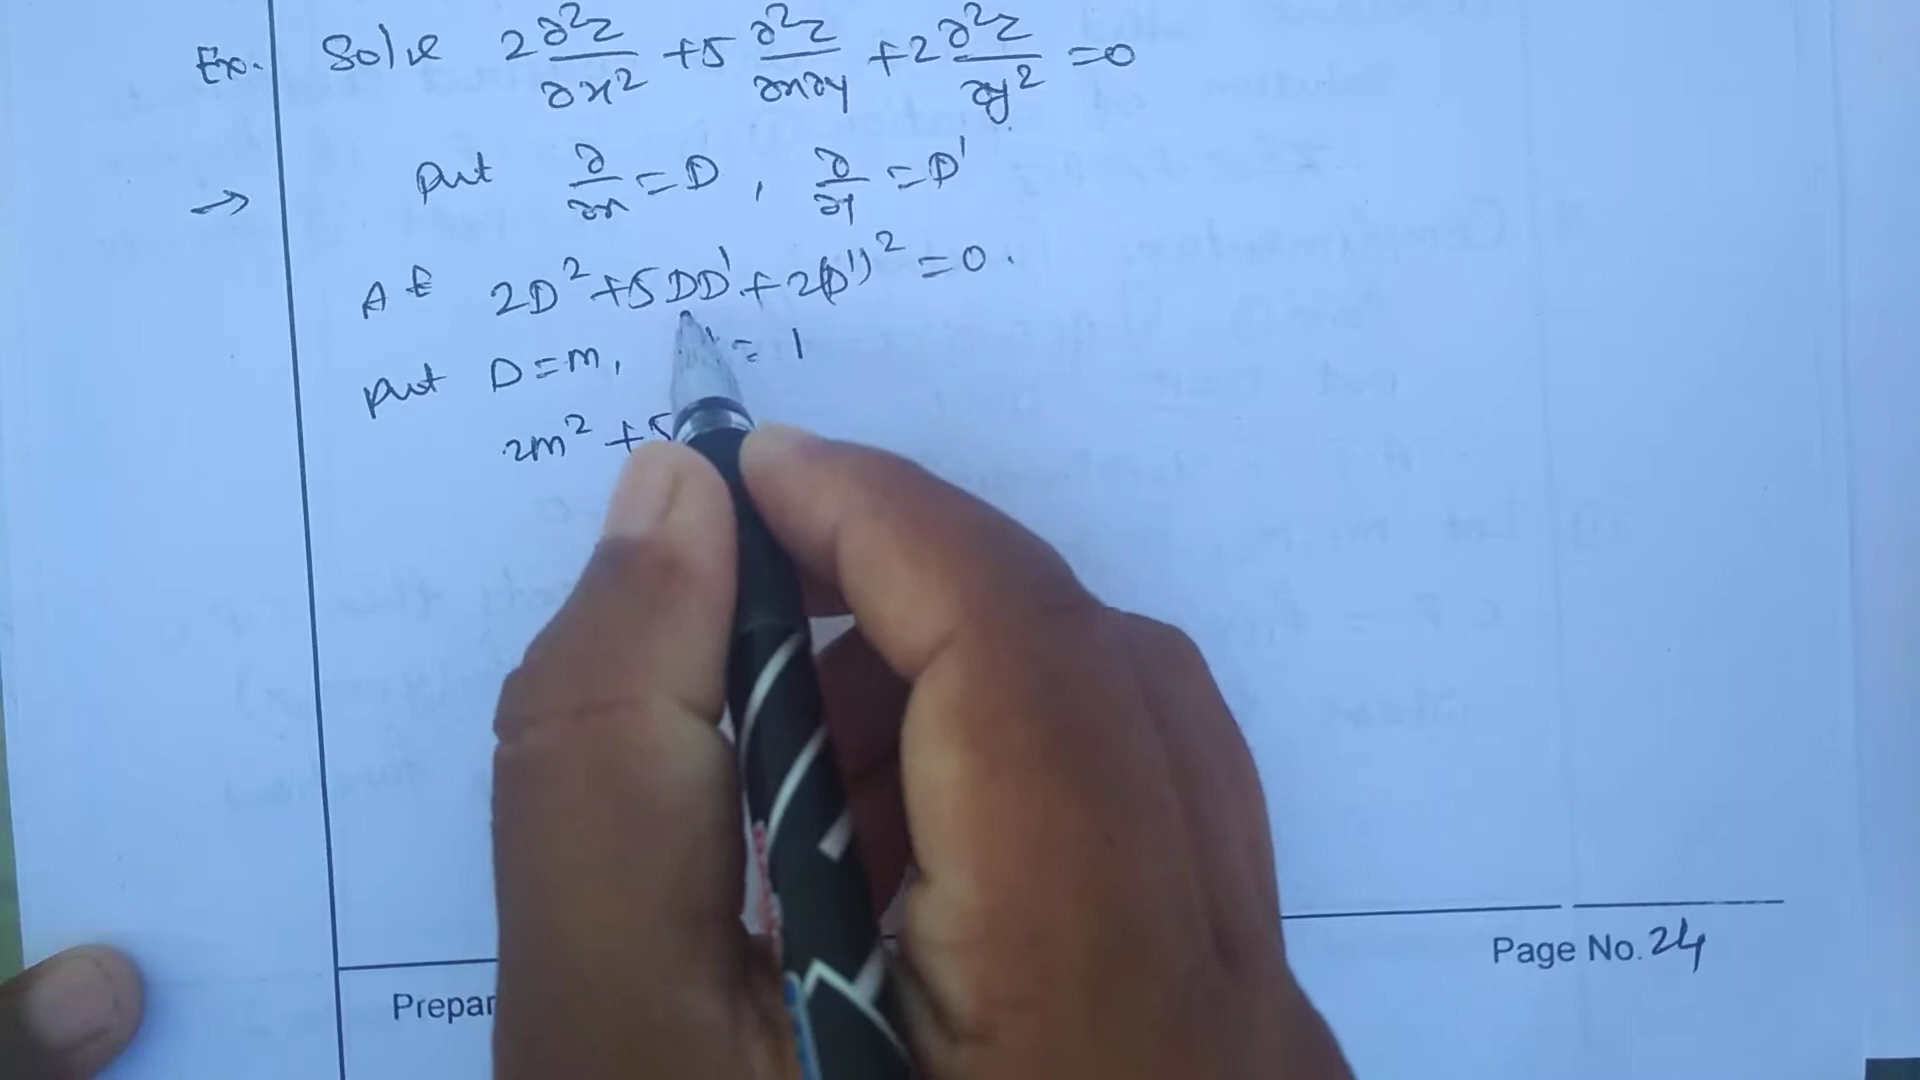 Ex. Solve 2 ∂²z/∂x² + 5 ∂²z/∂x∂y + 2 ∂²z/∂y² = 0
→ put ∂/∂x = D , ∂/∂y = D'
A E 2D² + 5DD' + 2(D')² = 0.
put D = m, = 1
2m² + 5
Page No. 24
Prepar